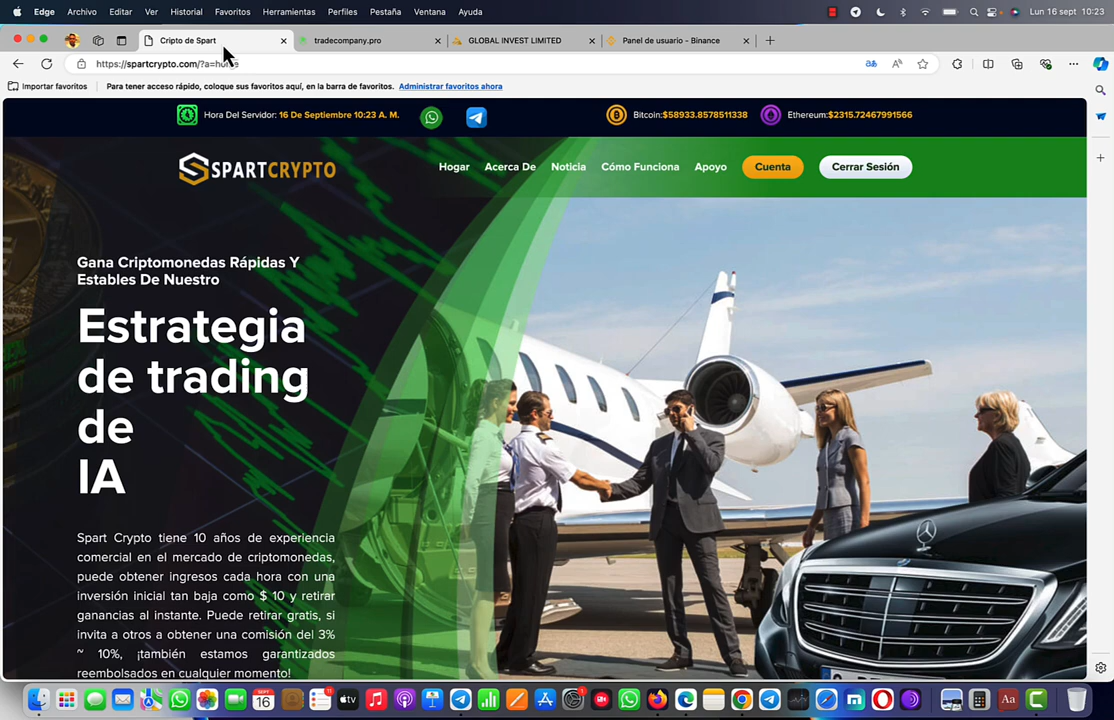 Edge Archivo Editar Ver Historial Favoritos Herramientas Perfiles Pestaña Ventana Ayuda Lun 16 sept 10:23
Cripto de Spart tradecompany.pro GLOBAL INVEST LIMITED Panel de usuario - Binance
https://spartcrypto.com/?a=home
Importar favoritos Para tener acceso rápido, coloque sus favoritos aquí, en la barra de favoritos. Administrar favoritos ahora
Hora Del Servidor: 16 De Septiembre 10:23 A. M. Bitcoin:$58933.8578511338 Ethereum:$2315.72467991566
SPARTCRYPTO Hogar Acerca De Noticia Cómo Funciona Apoyo Cuenta Cerrar Sesión
Gana Criptomonedas Rápidas Y
Estables De Nuestro
Estrategia
de trading
de
IA
Spart Crypto tiene 10 años de experiencia
comercial en el mercado de criptomonedas,
puede obtener ingresos cada hora con una
inversión inicial tan baja como $ 10 y retirar
ganancias al instante. Puede retirar gratis, si
invita a otros a obtener una comisión del 3%
~ 10%, ¡también estamos garantizados
reembolsados en cualquier momento!